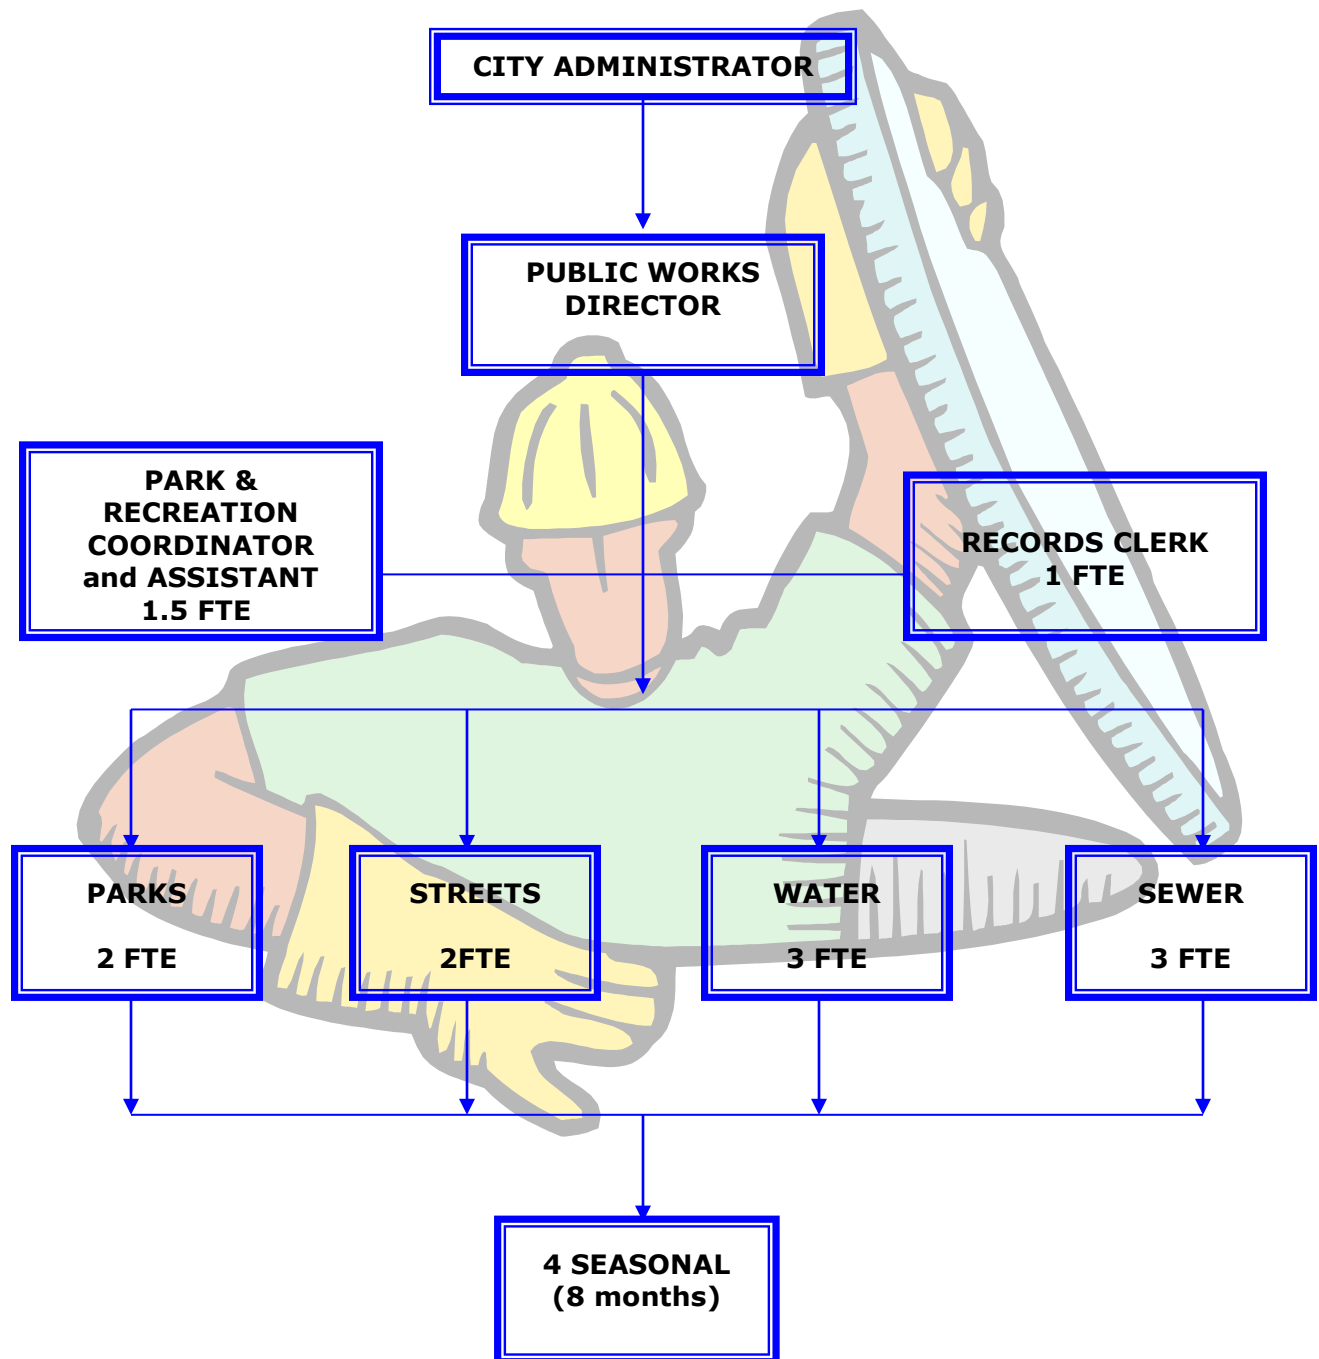 CITY ADMINISTRATOR
PUBLIC WORKS
DIRECTOR
PARK &
RECREATION
COORDINATOR
and ASSISTANT
1.5 FTE
RECORDS CLERK
1 FTE
PARKS
2 FTE
STREETS
2FTE
WATER
3 FTE
SEWER
3 FTE
4 SEASONAL
(8 months)